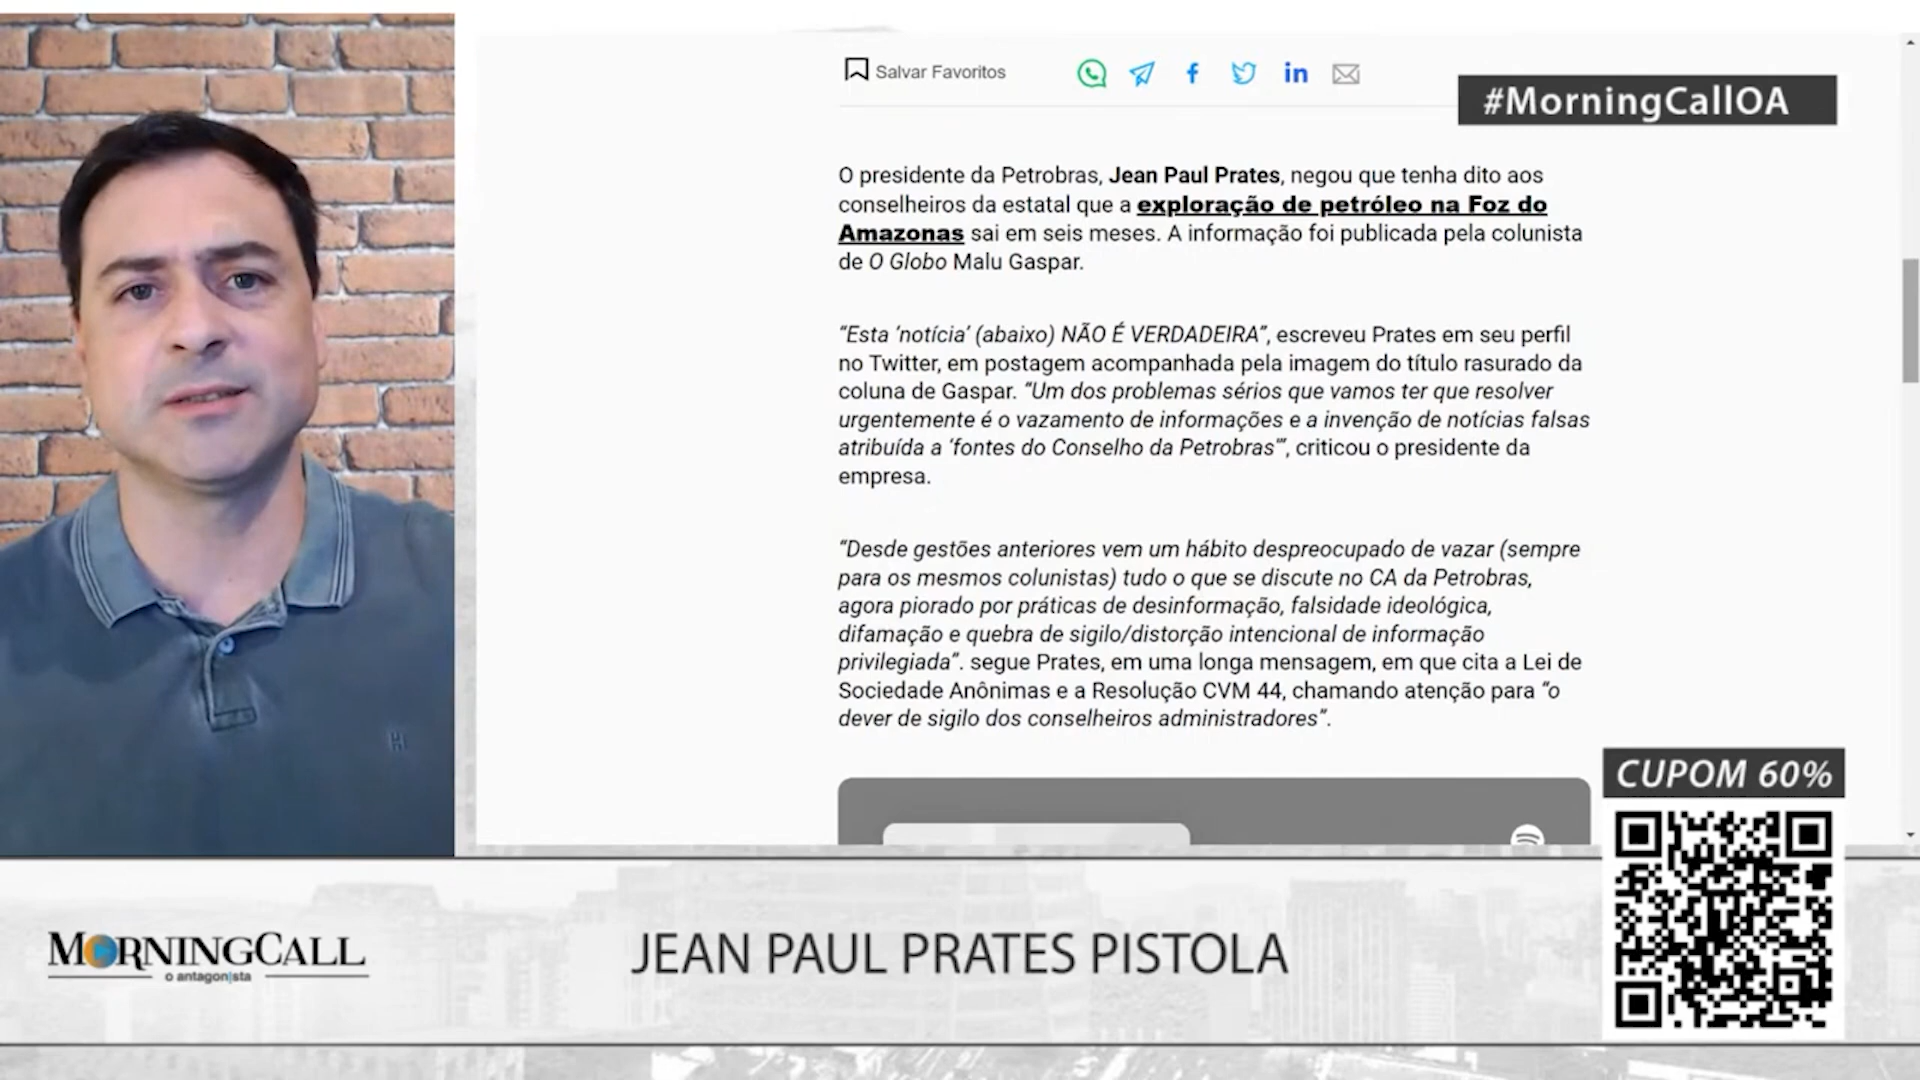 Salvar Favoritos
#MorningCallOA
O presidente da Petrobras, Jean Paul Prates, negou que tenha dito aos
conselheiros da estatal que a exploração de petróleo na Foz do
Amazonas sai em seis meses. A informação foi publicada pela colunista
de O Globo Malu Gaspar.
“Esta ‘notícia’ (abaixo) NÃO É VERDADEIRA”, escreveu Prates em seu perfil
no Twitter, em postagem acompanhada pela imagem do título rasurado da
coluna de Gaspar. “Um dos problemas sérios que vamos ter que resolver
urgentemente é o vazamento de informações e a invenção de notícias falsas
atribuída a ‘fontes do Conselho da Petrobras’”, criticou o presidente da
empresa.
“Desde gestões anteriores vem um hábito despreocupado de vazar (sempre
para os mesmos colunistas) tudo o que se discute no CA da Petrobras,
agora piorado por práticas de desinformação, falsidade ideológica,
difamação e quebra de sigilo/distorção intencional de informação
privilegiada”. segue Prates, em uma longa mensagem, em que cita a Lei de
Sociedade Anônimas e a Resolução CVM 44, chamando atenção para “o
dever de sigilo dos conselheiros administradores”.
CUPOM 60%
MORNINGCALL
o antagonista
JEAN PAUL PRATES PISTOLA